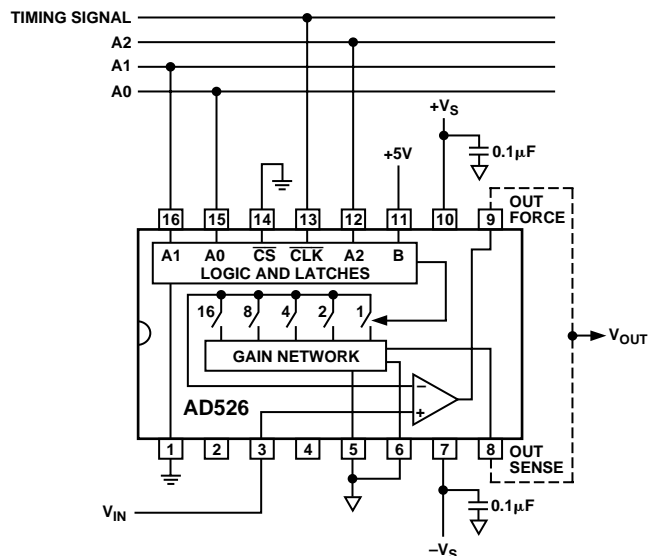 TIMING SIGNAL
A2
A1
A0
+VS
0.1μF
+5V
OUT
FORCE
16 15 14 13 12 11 10 9
A1 A0 CS CLK A2 B
LOGIC AND LATCHES
16 8 4 2 1
GAIN NETWORK
VOUT
–
+
AD526
1 2 3 4 5 6 7 8
OUT
SENSE
VIN
0.1μF
–VS